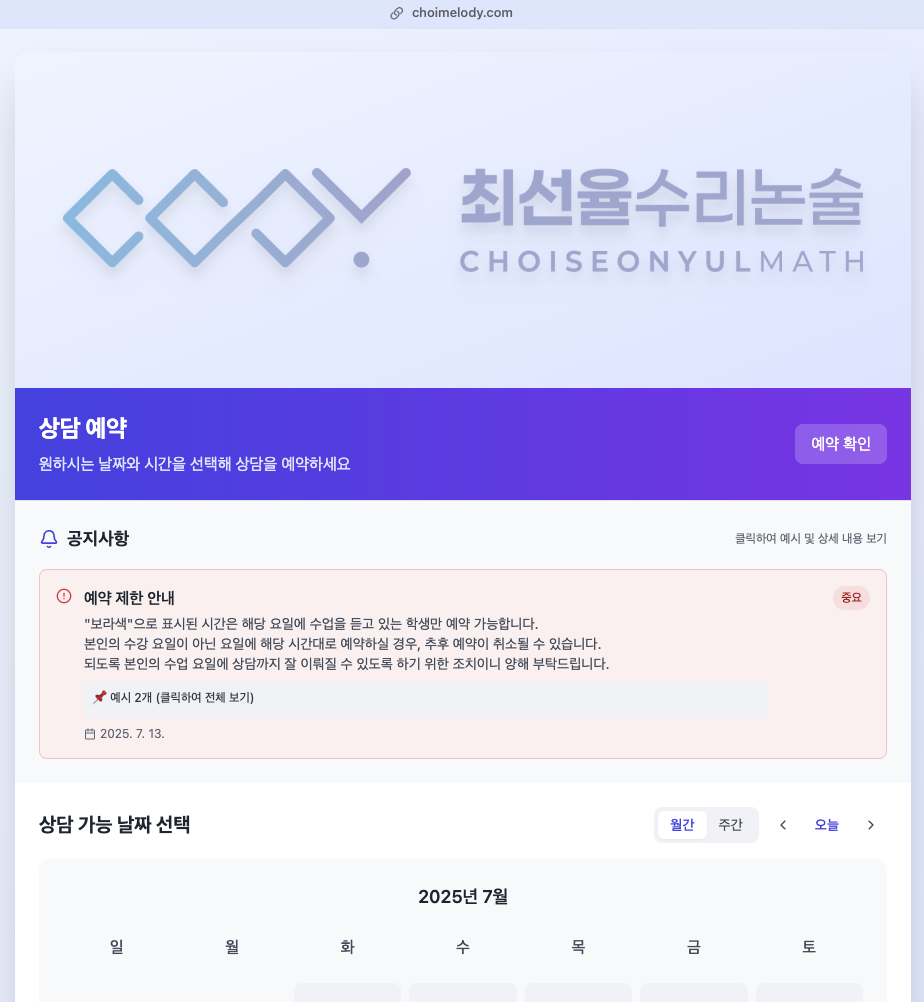 choimelody.com
최선율수리논술
CHOISEONYULMATH
상담 예약
원하시는 날짜와 시간을 선택해 상담을 예약하세요
예약 확인
공지사항
클릭하여 예시 및 상세 내용 보기
예약 제한 안내
중요
"보라색"으로 표시된 시간은 해당 요일에 수업을 듣고 있는 학생만 예약 가능합니다.
본인의 수강 요일이 아닌 요일에 해당 시간대로 예약하실 경우, 추후 예약이 취소될 수 있습니다.
되도록 본인의 수업 요일에 상담까지 잘 이뤄질 수 있도록 하기 위한 조치이니 양해 부탁드립니다.
📌 예시 2개 (클릭하여 전체 보기)
2025. 7. 13.
상담 가능 날짜 선택
월간 주간 오늘
2025년 7월
일 월 화 수 목 금 토